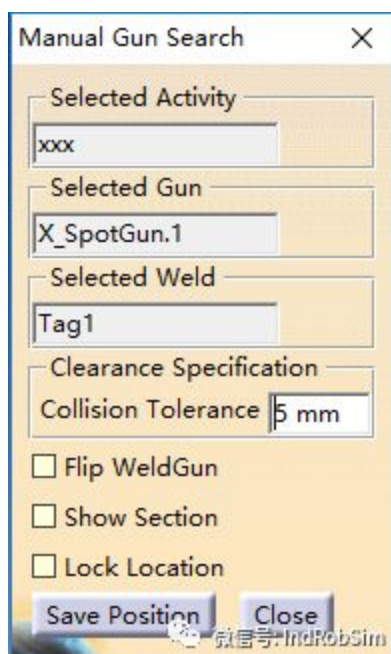 Manual Gun Search
Selected Activity
xxx
Selected Gun
X_SpotGun.1
Selected Weld
Tag1
Clearance Specification
Collision Tolerance 5 mm
Flip WeldGun
Show Section
Lock Location
Save Position Close
微信号: IndRobSim